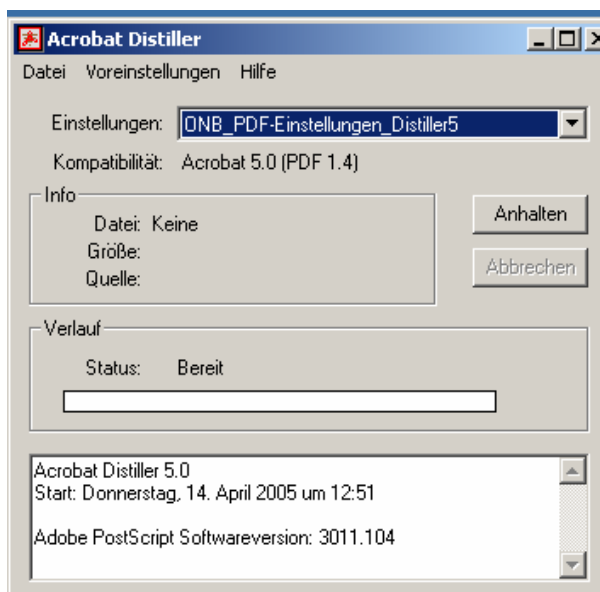 Acrobat Distiller
Datei Voreinstellungen Hilfe
Einstellungen: ONB_PDF-Einstellungen_Distiller5
Kompatibilität: Acrobat 5.0 (PDF 1.4)
Info
Datei: Keine
Größe:
Quelle:
Anhalten
Abbrechen
Verlauf
Status: Bereit
Acrobat Distiller 5.0
Start: Donnerstag, 14. April 2005 um 12:51
Adobe PostScript Softwareversion: 3011.104